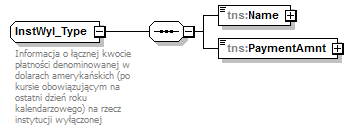 InstWyl_Type
tns:Name
tns:PaymentAmnt
Informacja o łącznej kwocie
płatności denominowanej w
dolarach amerykańskich (po
kursie obowiązującym na
ostatni dzień roku
kalendarzowego) na rzecz
instytucji wyłączonej